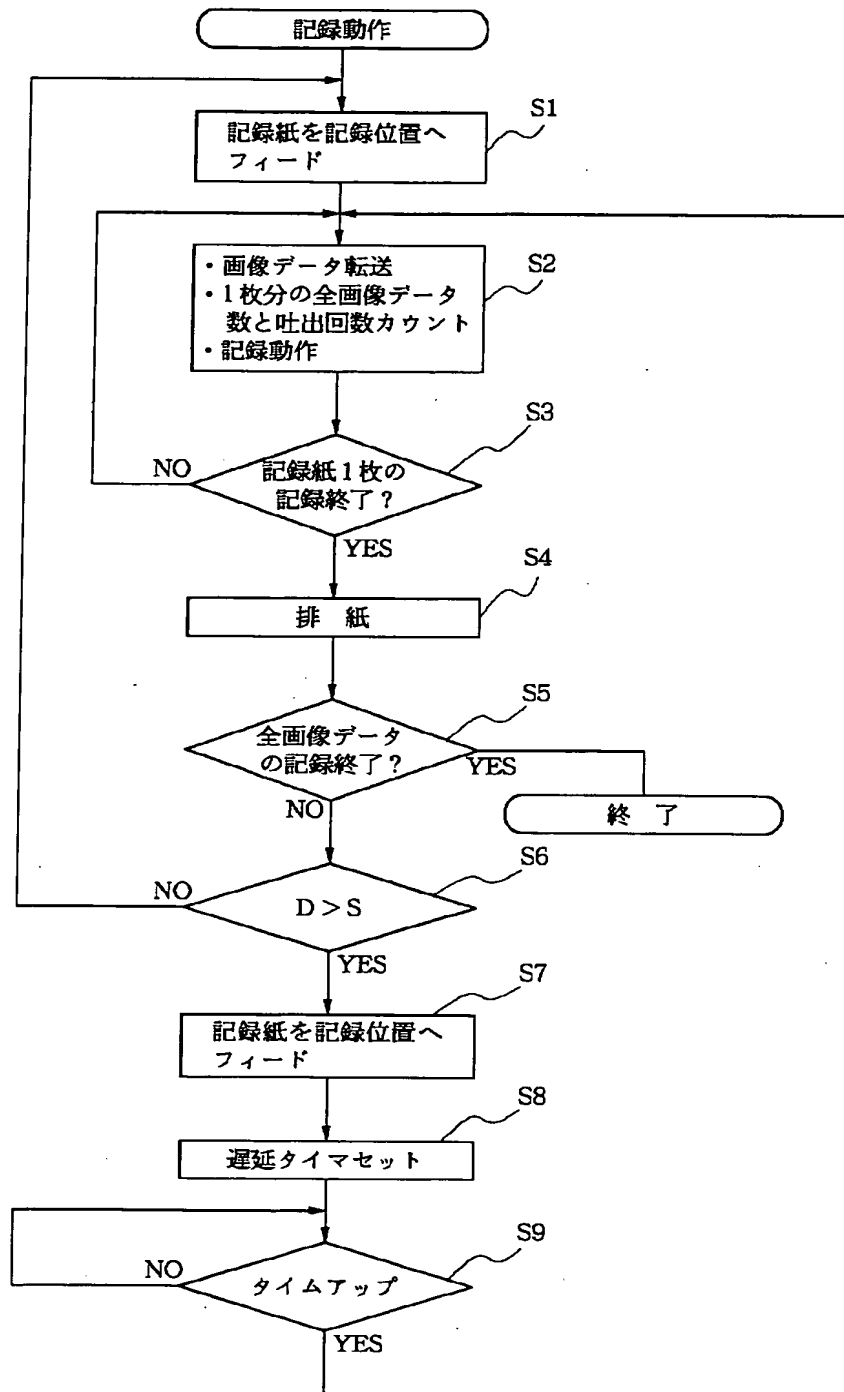 記録動作
S1
記録紙を記録位置へ
フィード
S2
・画像データ転送
・1枚分の全画像データ
数と吐出回数カウント
・記録動作
S3
NO
記録紙1枚の
記録終了?
YES
S4
排 紙
S5
全画像データ
の記録終了?
YES
NO
終 了
S6
NO
D>S
YES
S7
記録紙を記録位置へ
フィード
S8
遅延タイマセット
S9
NO
タイムアップ
YES